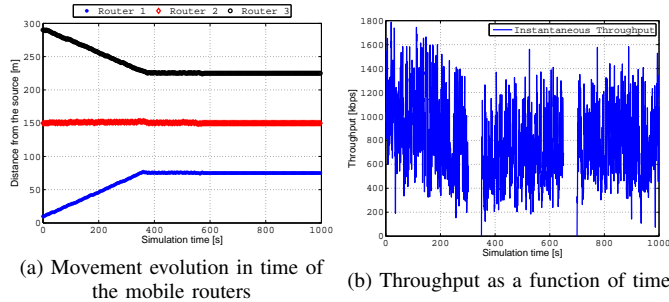 Router 1 Router 2 Router 3
300
250
200
150
100
50
0
0 200 400 600 800 1000
Distance from the source [m]
Simulation time [s]
(a) Movement evolution in time of
the mobile routers
Instantaneous Throughput
1800
1600
1400
1200
1000
800
600
400
200
0
0 200 400 600 800 1000
Throughput [kbps]
Simulation time [s]
(b) Throughput as a function of time